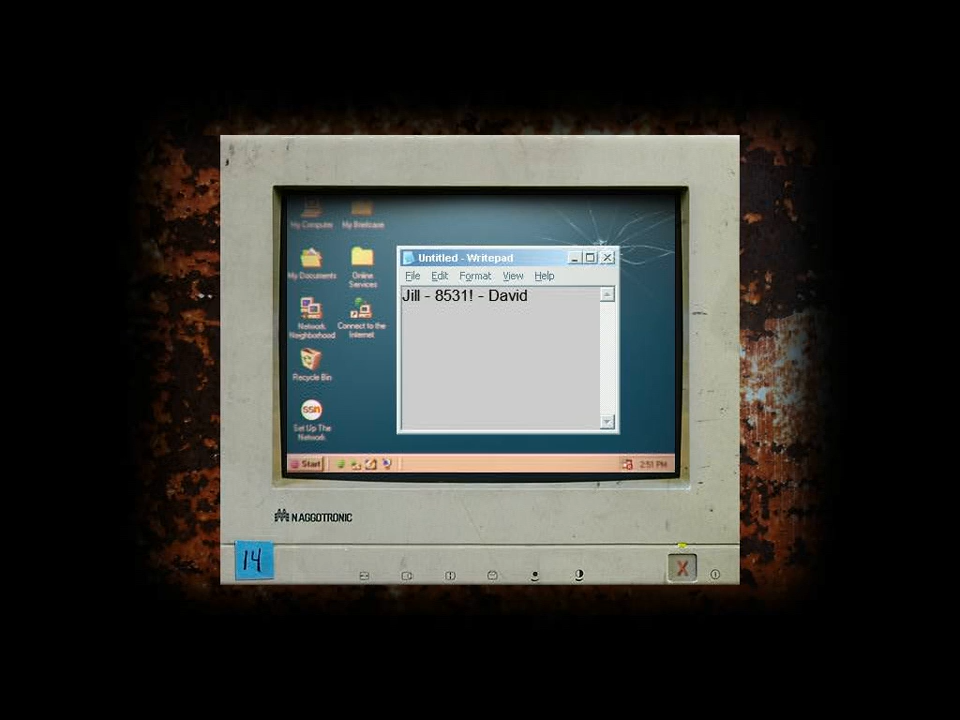 My Computer My Briefcase
My Documents Online Services
Network Neighborhood Connect to the Internet
Recycle Bin
ssn
Set Up The Network
Untitled - Writepad
File Edit Format View Help
Jill - 8531! - David
Start
2:51 PM
NAGGOTRONIC
14
X